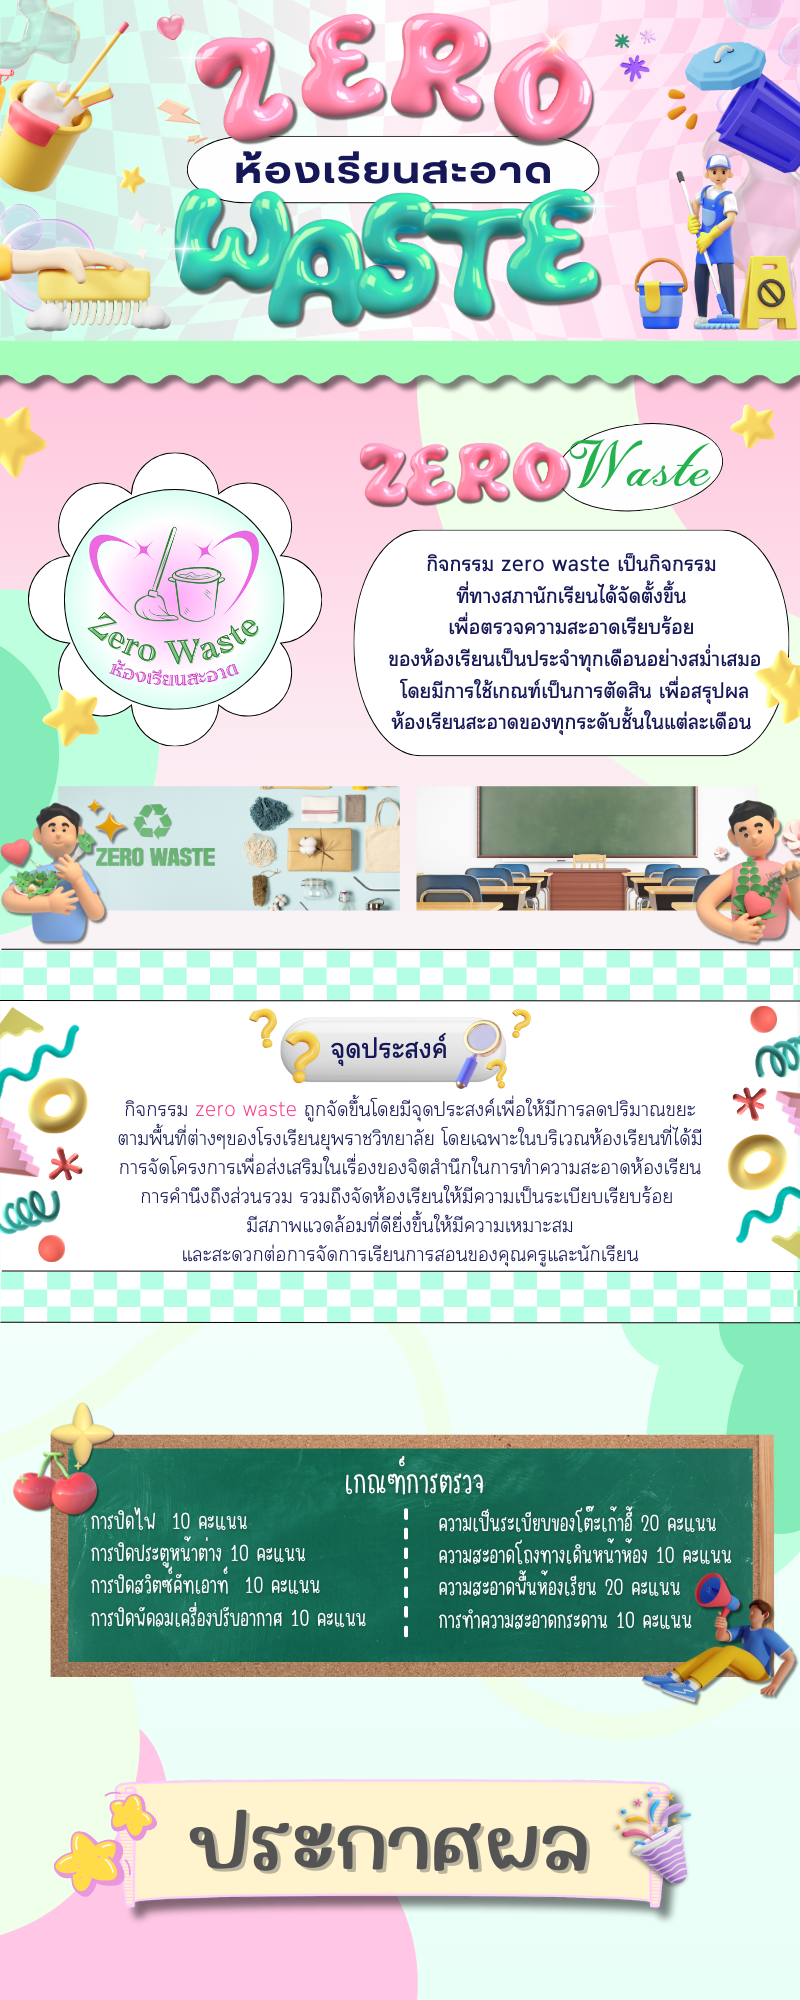 ZERO
ห้องเรียนสะอาด
WASTE
ZERO Waste
Zero Waste
ห้องเรียนสะอาด
กิจกรรม zero waste เป็นกิจกรรม
ที่ทางสภานักเรียนได้จัดตั้งขึ้น
เพื่อตรวจความสะอาดเรียบร้อย
ของห้องเรียนเป็นประจำทุกเดือนอย่างสม่ำเสมอ
โดยมีการใช้เกณฑ์เป็นการตัดสิน เพื่อสรุปผล
ห้องเรียนสะอาดของทุกระดับชั้นในแต่ละเดือน
ZERO WASTE
จุดประสงค์
กิจกรรม zero waste ถูกจัดขึ้นโดยมีจุดประสงค์เพื่อให้มีการลดปริมาณขยะ
ตามพื้นที่ต่างๆของโรงเรียนยุพราชวิทยาลัย โดยเฉพาะในบริเวณห้องเรียนที่ได้มี
การจัดโครงการเพื่อส่งเสริมในเรื่องของจิตสำนึกในการทำความสะอาดห้องเรียน
การคำนึงถึงส่วนรวม รวมถึงจัดห้องเรียนให้มีความเป็นระเบียบเรียบร้อย
มีสภาพแวดล้อมที่ดียิ่งขึ้นให้มีความเหมาะสม
และสะดวกต่อการจัดการเรียนการสอนของคุณครูและนักเรียน
เกณฑ์การตรวจ
การปิดไฟ 10 คะแนน
การปิดประตูหน้าต่าง 10 คะแนน
การปิดสวิตซ์คัทเอาท์ 10 คะแนน
การปิดพัดลมเครื่องปรับอากาศ 10 คะแนน
ความเป็นระเบียบของโต๊ะเก้าอี้ 20 คะแนน
ความสะอาดโถงทางเดินหน้าห้อง 10 คะแนน
ความสะอาดพื้นห้องเรียน 20 คะแนน
การทำความสะอาดกระดาน 10 คะแนน
ประกาศผล